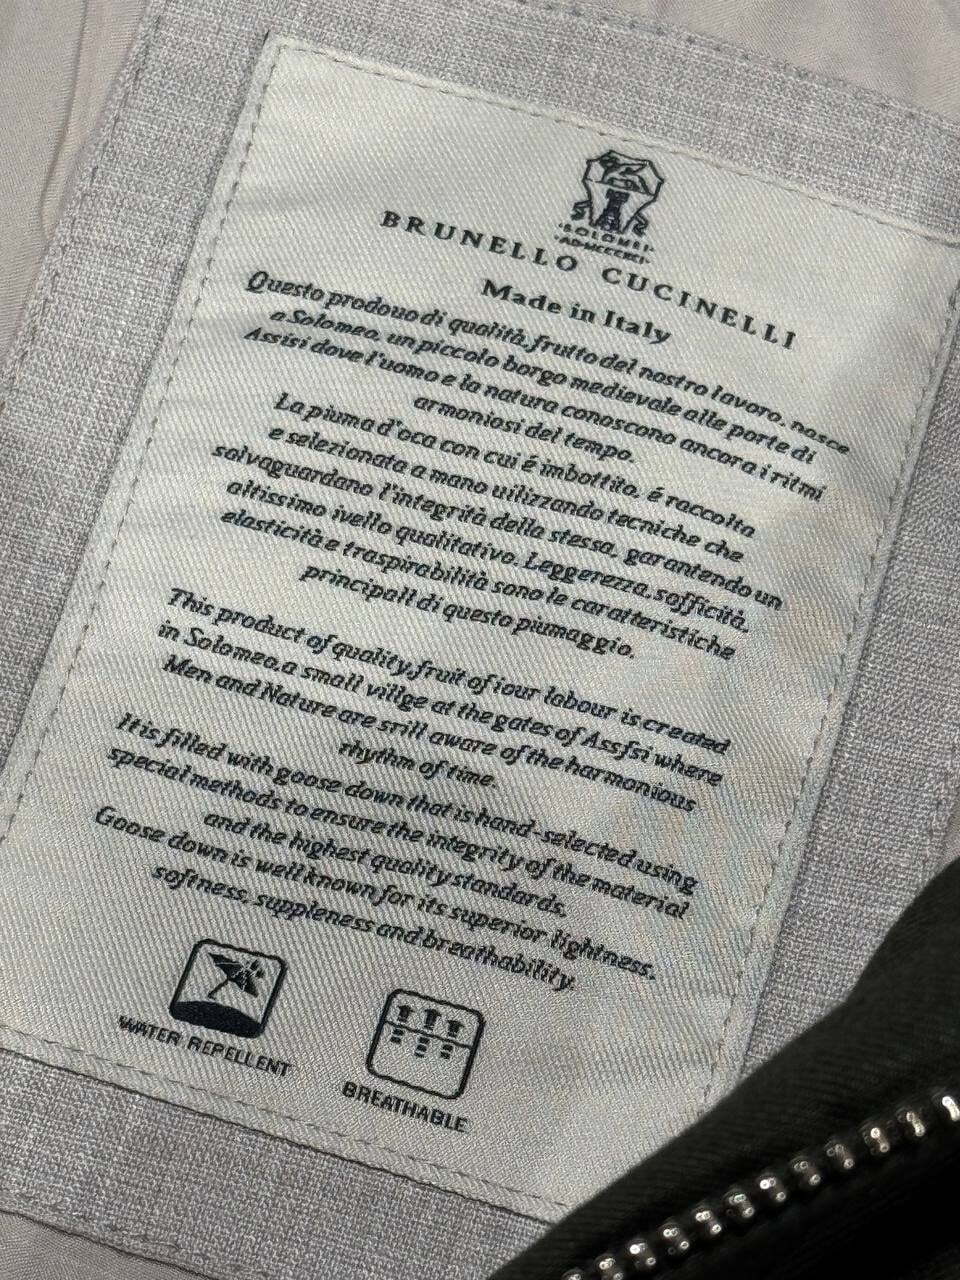 SOLOMEI
BRUNELLO CUCINELLI
Made in Italy
Questo prodouo di qualità, frutto del nostro lavoro, nasce
a Solomeo, un piccolo borgo medievale alle porte di
Assisi dove l'uomo e la natura conoscono ancora i ritmi
armoniosi del tempo.
La piuma d'oca con cui é imbottito, é raccolta
e selezionata a mano utilizzando tecniche che
salvaguardano l'integrità della stessa, garantendo un
altissimo ivello qualitativo. Leggerezza, sofficità,
elasticità e traspirabilità sono le caratteristiche
principali di questo piumaggio.
This product of quality, fruit of iour labour is created
in Solomeo, a small villge at the gates of Assfsi where
Men and Nature are srill aware of the harmonious
rhythm of time.
It is filled with goose down that is hand-selected using
special methods to ensure the integrity of the material
and the highest quality standards,
Goose down is well known for its superior lightness,
softness, suppleness and breathability.
WATER REPELLENT
BREATHABLE